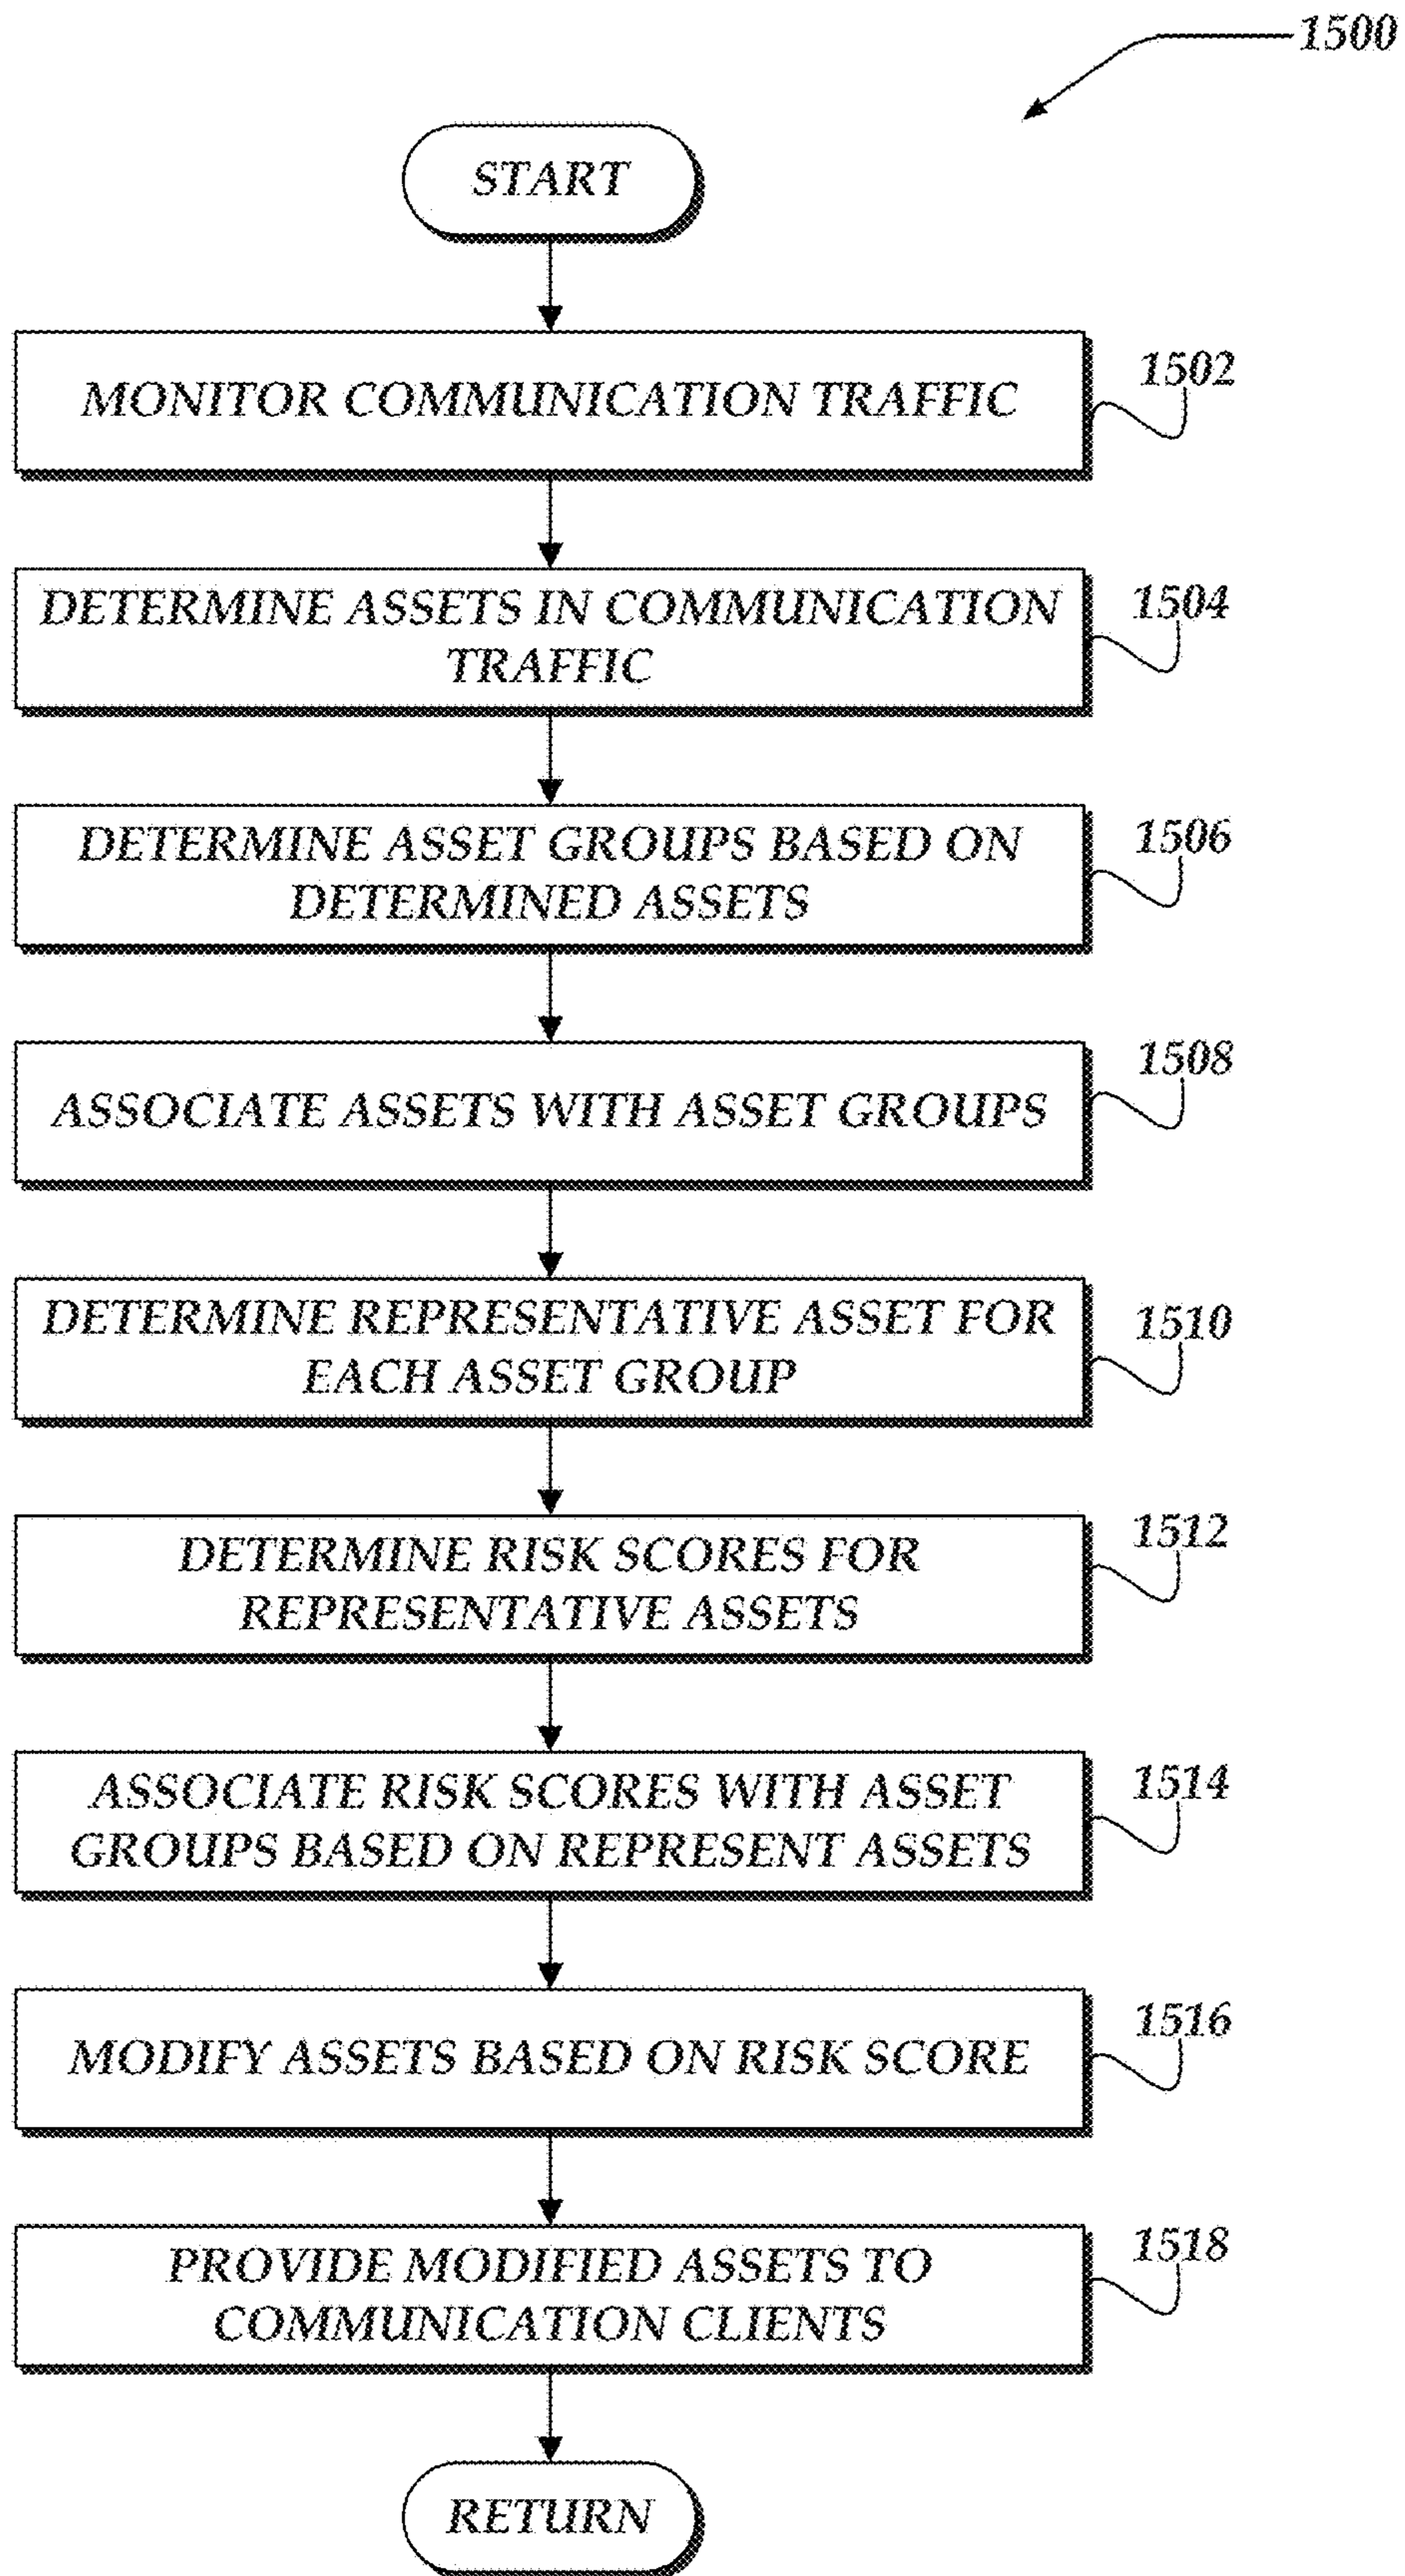 1500
START
MONITOR COMMUNICATION TRAFFIC
1502
DETERMINE ASSETS IN COMMUNICATION
TRAFFIC
1504
DETERMINE ASSET GROUPS BASED ON
DETERMINED ASSETS
1506
ASSOCIATE ASSETS WITH ASSET GROUPS
1508
DETERMINE REPRESENTATIVE ASSET FOR
EACH ASSET GROUP
1510
DETERMINE RISK SCORES FOR
REPRESENTATIVE ASSETS
1512
ASSOCIATE RISK SCORES WITH ASSET
GROUPS BASED ON REPRESENT ASSETS
1514
MODIFY ASSETS BASED ON RISK SCORE
1516
PROVIDE MODIFIED ASSETS TO
COMMUNICATION CLIENTS
1518
RETURN